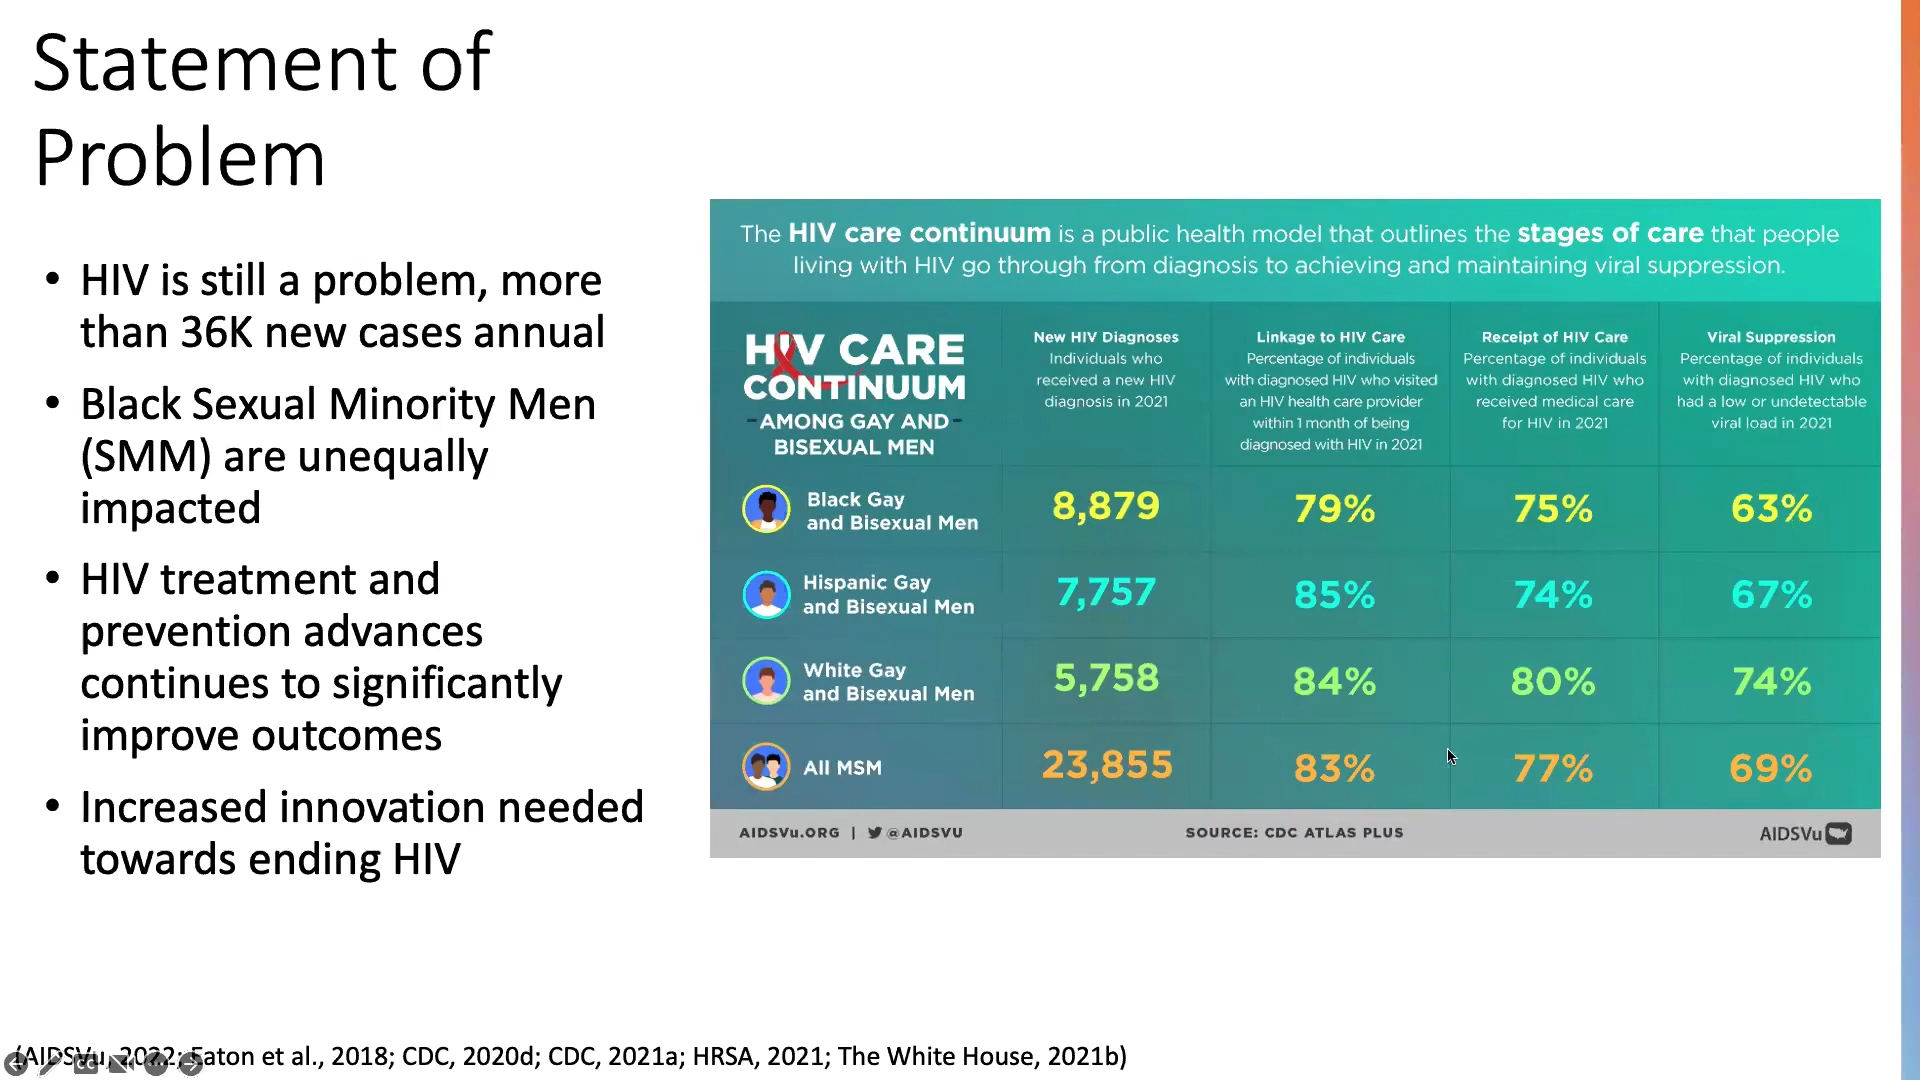 Statement of
Problem
• HIV is still a problem, more
than 36K new cases annual
• Black Sexual Minority Men
(SMM) are unequally
impacted
• HIV treatment and
prevention advances
continues to significantly
improve outcomes
• Increased innovation needed
towards ending HIV
The HIV care continuum is a public health model that outlines the stages of care that people
living with HIV go through from diagnosis to achieving and maintaining viral suppression.
HIV CARE
CONTINUUM
-AMONG GAY AND-
BISEXUAL MEN
New HIV Diagnoses
Individuals who
received a new HIV
diagnosis in 2021
Linkage to HIV Care
Percentage of individuals
with diagnosed HIV who visited
an HIV health care provider
within 1 month of being
diagnosed with HIV in 2021
Receipt of HIV Care
Percentage of individuals
with diagnosed HIV who
received medical care
for HIV in 2021
Viral Suppression
Percentage of individuals
with diagnosed HIV who
had a low or undetectable
viral load in 2021
Black Gay
and Bisexual Men
8,879 79% 75% 63%
Hispanic Gay
and Bisexual Men
7,757 85% 74% 67%
White Gay
and Bisexual Men
5,758 84% 80% 74%
All MSM 23,855 83% 77% 69%
AIDSVu.ORG | @AIDSVU SOURCE: CDC ATLAS PLUS AIDSVu
(AIDSVu, 2022; Eaton et al., 2018; CDC, 2020d; CDC, 2021a; HRSA, 2021; The White House, 2021b)
CC